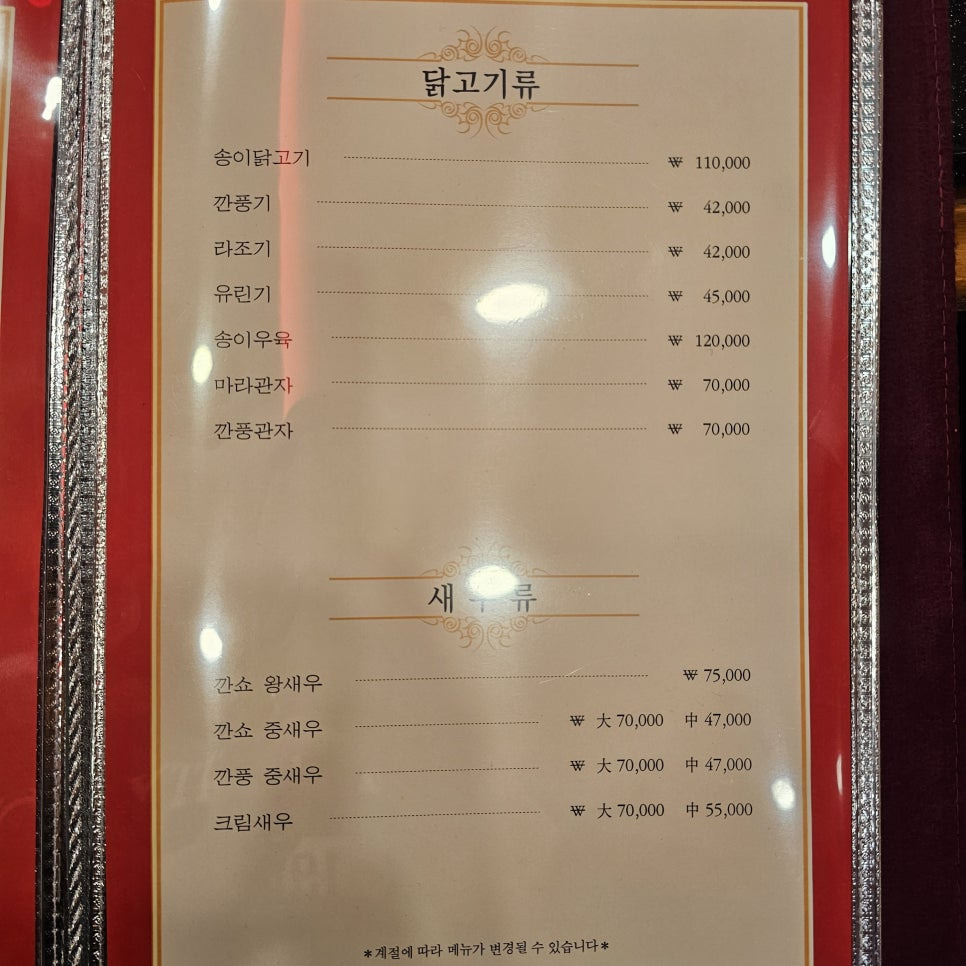 닭고기류
송이닭고기 ₩ 110,000
깐풍기 ₩ 42,000
라조기 ₩ 42,000
유린기 ₩ 45,000
송이우육 ₩ 120,000
마라관자 ₩ 70,000
깐풍관자 ₩ 70,000
새우류
깐쇼 왕새우 ₩ 75,000
깐쇼 중새우 ₩ 大 70,000 中 47,000
깐풍 중새우 ₩ 大 70,000 中 47,000
크림새우 ₩ 大 70,000 中 55,000
*계절에 따라 메뉴가 변경될 수 있습니다*